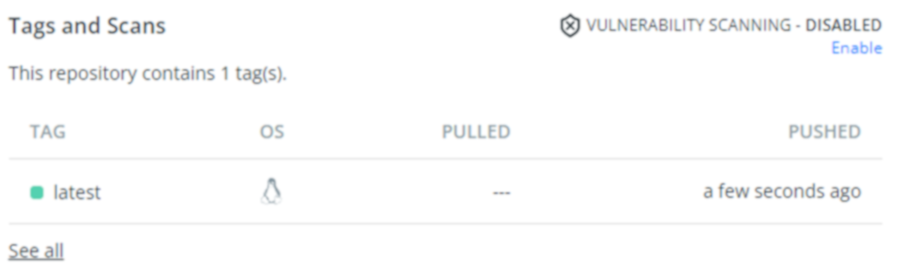 Tags and Scans
VULNERABILITY SCANNING - DISABLED
Enable
This repository contains 1 tag(s).
TAG OS PULLED PUSHED
latest --- a few seconds ago
See all